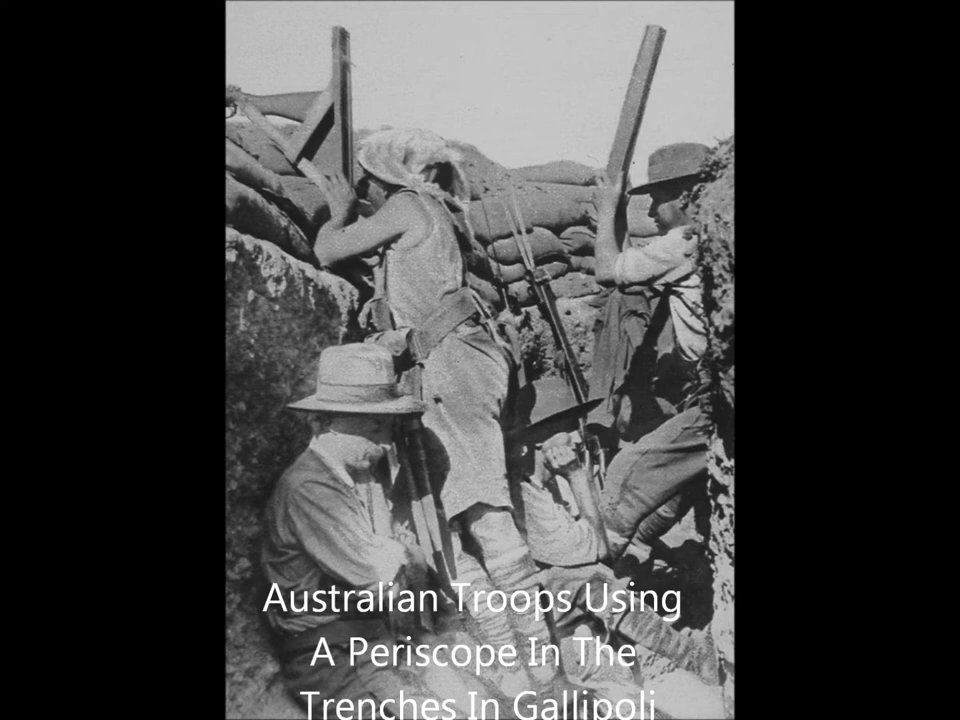 Australian Troops Using
A Periscope In The
Trenches In Gallipoli